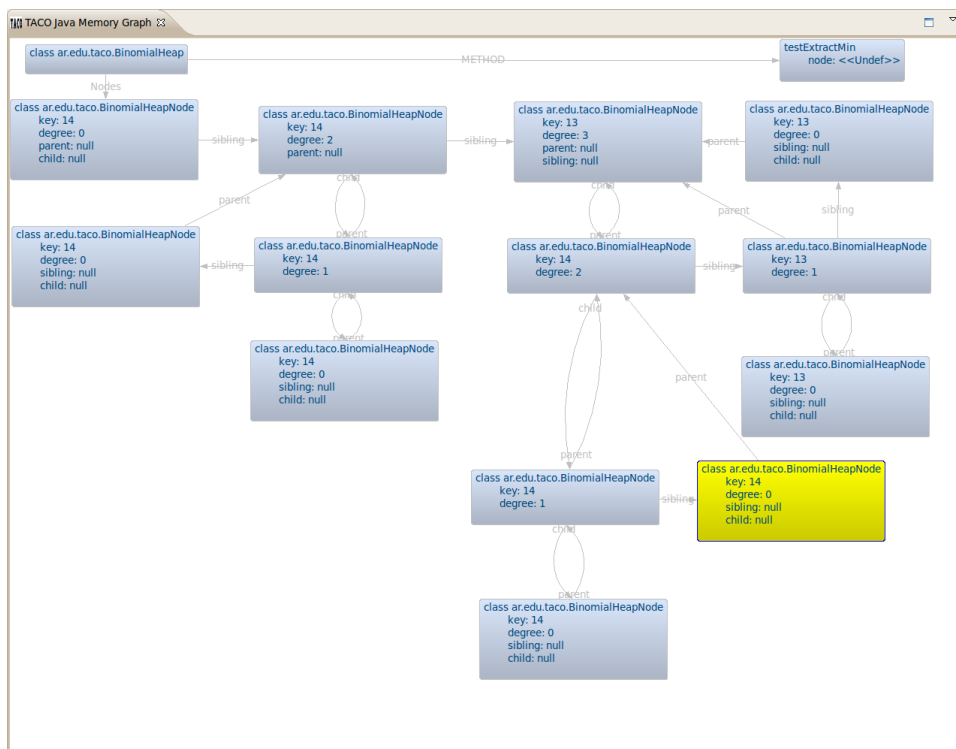 TACO Java Memory Graph
class ar.edu.taco.BinomialHeap
METHOD
testExtractMin
node: <<Undef>>
Nodes
class ar.edu.taco.BinomialHeapNode
key: 14
degree: 0
parent: null
child: null
sibling
class ar.edu.taco.BinomialHeapNode
key: 14
degree: 2
parent: null
sibling
class ar.edu.taco.BinomialHeapNode
key: 13
degree: 3
parent: null
sibling: null
parent
class ar.edu.taco.BinomialHeapNode
key: 13
degree: 0
sibling: null
child: null
parent
child
parent
child
parent
parent
sibling
class ar.edu.taco.BinomialHeapNode
key: 14
degree: 0
sibling: null
child: null
sibling
class ar.edu.taco.BinomialHeapNode
key: 14
degree: 1
class ar.edu.taco.BinomialHeapNode
key: 14
degree: 2
sibling
class ar.edu.taco.BinomialHeapNode
key: 13
degree: 1
child
parent
child
child
parent
class ar.edu.taco.BinomialHeapNode
key: 14
degree: 0
sibling: null
child: null
class ar.edu.taco.BinomialHeapNode
key: 13
degree: 0
sibling: null
child: null
parent
parent
class ar.edu.taco.BinomialHeapNode
key: 14
degree: 1
sibling
class ar.edu.taco.BinomialHeapNode
key: 14
degree: 0
sibling: null
child: null
child
parent
class ar.edu.taco.BinomialHeapNode
key: 14
degree: 0
sibling: null
child: null